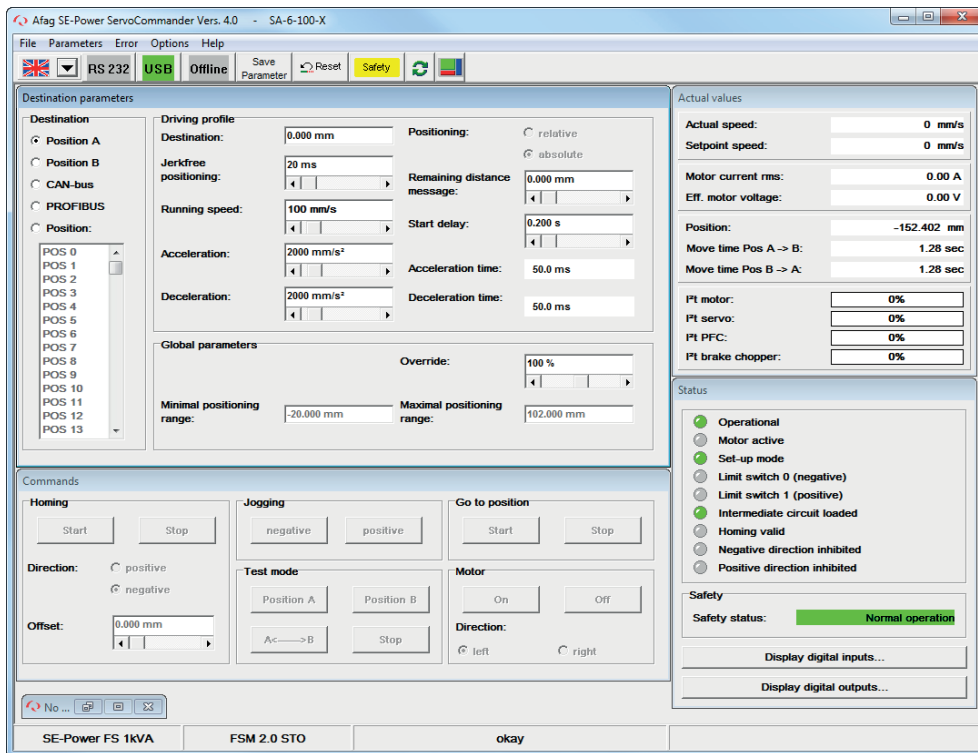 Afag SE-Power ServoCommander Vers. 4.0 - SA-6-100-X
File Parameters Error Options Help
RS 232 USB Offline Save Parameter Reset Safety
Destination parameters
Destination
Position A
Position B
CAN-bus
PROFIBUS
Position:
POS 0
POS 1
POS 2
POS 3
POS 4
POS 5
POS 6
POS 7
POS 8
POS 9
POS 10
POS 11
POS 12
POS 13
Driving profile
Destination: 0.000 mm
Jerkfree positioning: 20 ms
Running speed: 100 mm/s
Acceleration: 2000 mm/s²
Deceleration: 2000 mm/s²
Positioning: relative
absolute
Remaining distance message: 0.000 mm
Start delay: 0.200 s
Acceleration time: 50.0 ms
Deceleration time: 50.0 ms
Global parameters
Override: 100 %
Minimal positioning range: -20.000 mm
Maximal positioning range: 102.000 mm
Commands
Homing
Start Stop
Direction: positive
negative
Offset: 0.000 mm
Jogging
negative positive
Test mode
Position A Position B
A<---->B Stop
Go to position
Start Stop
Motor
On Off
Direction:
left right
Actual values
Actual speed: 0 mm/s
Setpoint speed: 0 mm/s
Motor current rms: 0.00 A
Eff. motor voltage: 0.00 V
Position: -152.402 mm
Move time Pos A -> B: 1.28 sec
Move time Pos B -> A: 1.28 sec
I²t motor: 0%
I²t servo: 0%
I²t PFC: 0%
I²t brake chopper: 0%
Status
Operational
Motor active
Set-up mode
Limit switch 0 (negative)
Limit switch 1 (positive)
Intermediate circuit loaded
Homing valid
Negative direction inhibited
Positive direction inhibited
Safety
Safety status: Normal operation
Display digital inputs...
Display digital outputs...
No ...
SE-Power FS 1kVA FSM 2.0 STO okay